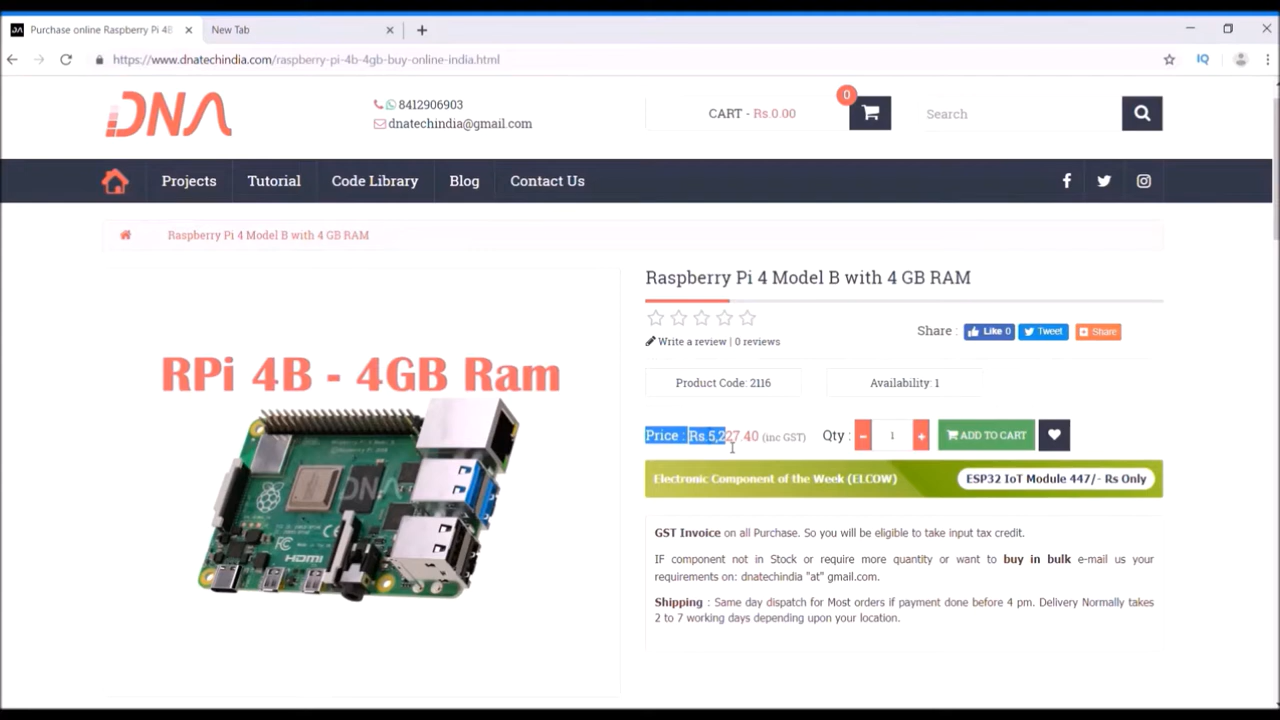 Purchase online Raspberry Pi 4B
New Tab
https://www.dnatechindia.com/raspberry-pi-4b-4gb-buy-online-india.html
IQ
DNA
8412906903
dnatechindia@gmail.com
CART - Rs.0.00
0
Search
Projects
Tutorial
Code Library
Blog
Contact Us
Raspberry Pi 4 Model B with 4 GB RAM
Raspberry Pi 4 Model B with 4 GB RAM
Write a review | 0 reviews
Share :
Like 0
Tweet
Share
Product Code: 2116
Availability: 1
Price : Rs.5,227.40 (inc GST)
Qty :
- 1 +
ADD TO CART
Electronic Component of the Week (ELCOW)
ESP32 IoT Module 447/- Rs Only
GST Invoice on all Purchase. So you will be eligible to take input tax credit.
IF component not in Stock or require more quantity or want to buy in bulk e-mail us your
requirements on: dnatechindia "at" gmail.com.
Shipping : Same day dispatch for Most orders if payment done before 4 pm. Delivery Normally takes
2 to 7 working days depending upon your location.
RPi 4B - 4GB Ram
DNA
FC
HDMI